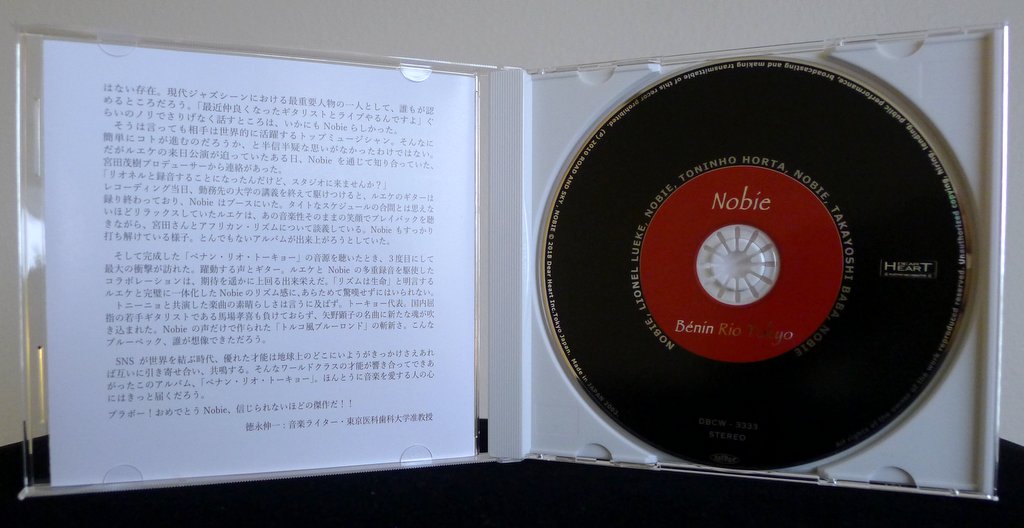 はない存在。現代ジャズシーンにおける最重要人物の一人として、誰もが認
めるところだろう。「最近仲良くなったギタリストとライブやるんですよ」ぐ
らいのノリでさりげなく話すところは、いかにも Nobie らしかった。
そうは言っても相手は世界的に活躍するトップミュージシャン。そんなに
簡単にコトが進むのだろうか、と半信半疑な思いがなかったわけではない。
だがルエケの来日公演が迫っていたある日、Nobie を通じて知り合っていた、
宮田茂樹プロデューサーから連絡があった。
「リオネルと録音することになったんだけど、スタジオに来ませんか？」
レコーディング当日、勤務先の大学の講義を終えて駆けつけると、ルエケのギターは
録り終わっており、Nobie はブースにいた。タイトなスケジュールの合間とは思えな
いほどリラックスしていたルエケは、あの音楽性そのままの笑顔でプレイバックを聴
きながら、宮田さんとアフリカン・リズムについて談義している。Nobie もすっかり
打ち解けている様子。とんでもないアルバムが出来上がろうとしていた。
そして完成した「ベナン・リオ・トーキョー」の音源を聴いたとき、３度目にして
最大の衝撃が訪れた。躍動する声とギター。ルエケと Nobie の多重録音を駆使した
コラボレーションは、期待を遥かに上回る出来栄えだ。「リズムは生命」と明言する
ルエケと完璧に一体化した Nobie のリズム感に、あらためて驚嘆せずにはいられない。
トニーニョと共演した楽曲の素晴らしさは言うに及ばず。トーキョー代表、国内屈
指の若手ギタリストである馬場孝喜も負けておらず、矢野顕子の名曲に新たな魂が吹
き込まれた。Nobie の声だけで作られた「トルコ風ブルーロンド」の斬新さ。こんな
ブルーベック、誰が想像できただろう。
SNS が世界を結ぶ時代、優れた才能は地球上のどこにいようがきっかけさえあれ
ば互いに引き寄せ合い、共鳴する。そんなワールドクラスの才能が響き合ってできあ
がったこのアルバム、「ベナン・リオ・トーキョー」。ほんとうに音楽を愛する人の心
にはきっと届くだろう。
ブラボー！おめでとう Nobie、信じられないほどの傑作だ！！
徳永伸一：音楽ライター・東京医科歯科大学准教授
NOBIE, LIONEL LUEKE, NOBIE, TONINHO HORTA, NOBIE, TAKAYOSHI BABA, NOBIE
Nobie
Bénin Rio Tokyo
DEAR HEART
DBCW - 3333
STEREO